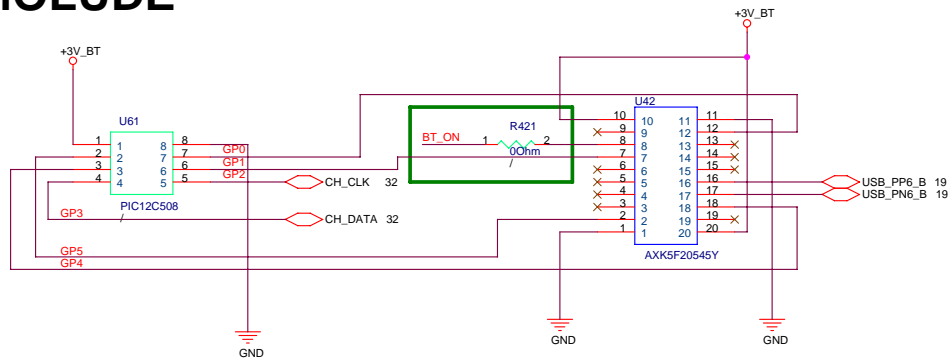 +3V_BT
+3V_BT
U61
U42
R421
BT_ON 1 2
0Ohm
/
1 1 8 8
2 2 7 7 GP0
3 3 6 6 GP1
4 4 5 5 GP2
CH_CLK 32
PIC12C508
/
GP3
CH_DATA 32
GP5
GP4
10 10 11 11
9 9 12 12
8 8 13 13
7 7 14 14
6 6 15 15
5 5 16 16
4 4 17 17
3 3 18 18
2 2 19 19
1 1 20 20
USB_PP6_B 19
USB_PN6_B 19
AXK5F20545Y
GND
GND
GND